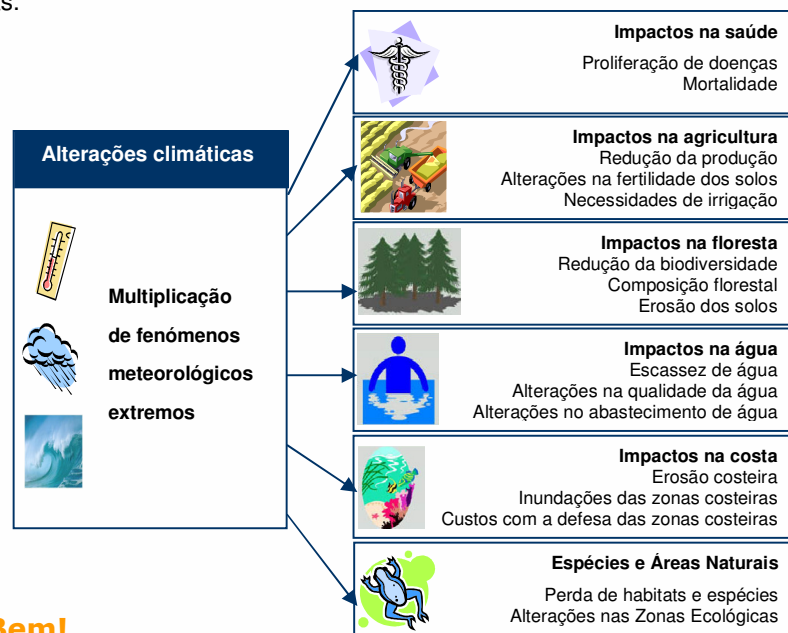 Alterações climáticas
Multiplicação
de fenómenos
meteorológicos
extremos
Impactos na saúde
Proliferação de doenças
Mortalidade
Impactos na agricultura
Redução da produção
Alterações na fertilidade dos solos
Necessidades de irrigação
Impactos na floresta
Redução da biodiversidade
Composição florestal
Erosão dos solos
Impactos na água
Escassez de água
Alterações na qualidade da água
Alterações no abastecimento de água
Impactos na costa
Erosão costeira
Inundações das zonas costeiras
Custos com a defesa das zonas costeiras
Espécies e Áreas Naturais
Perda de habitats e espécies
Alterações nas Zonas Ecológicas
Bem!